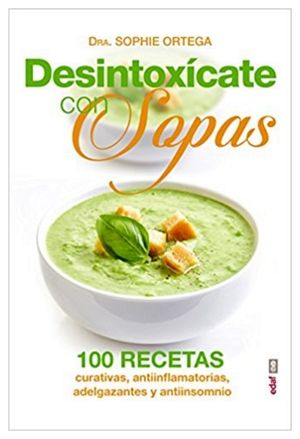 DRA. SOPHIE ORTEGA
Desintoxícate
con Sopas
100 RECETAS
curativas, antiinflamatorias,
adelgazantes y antiinsomnio
edaf